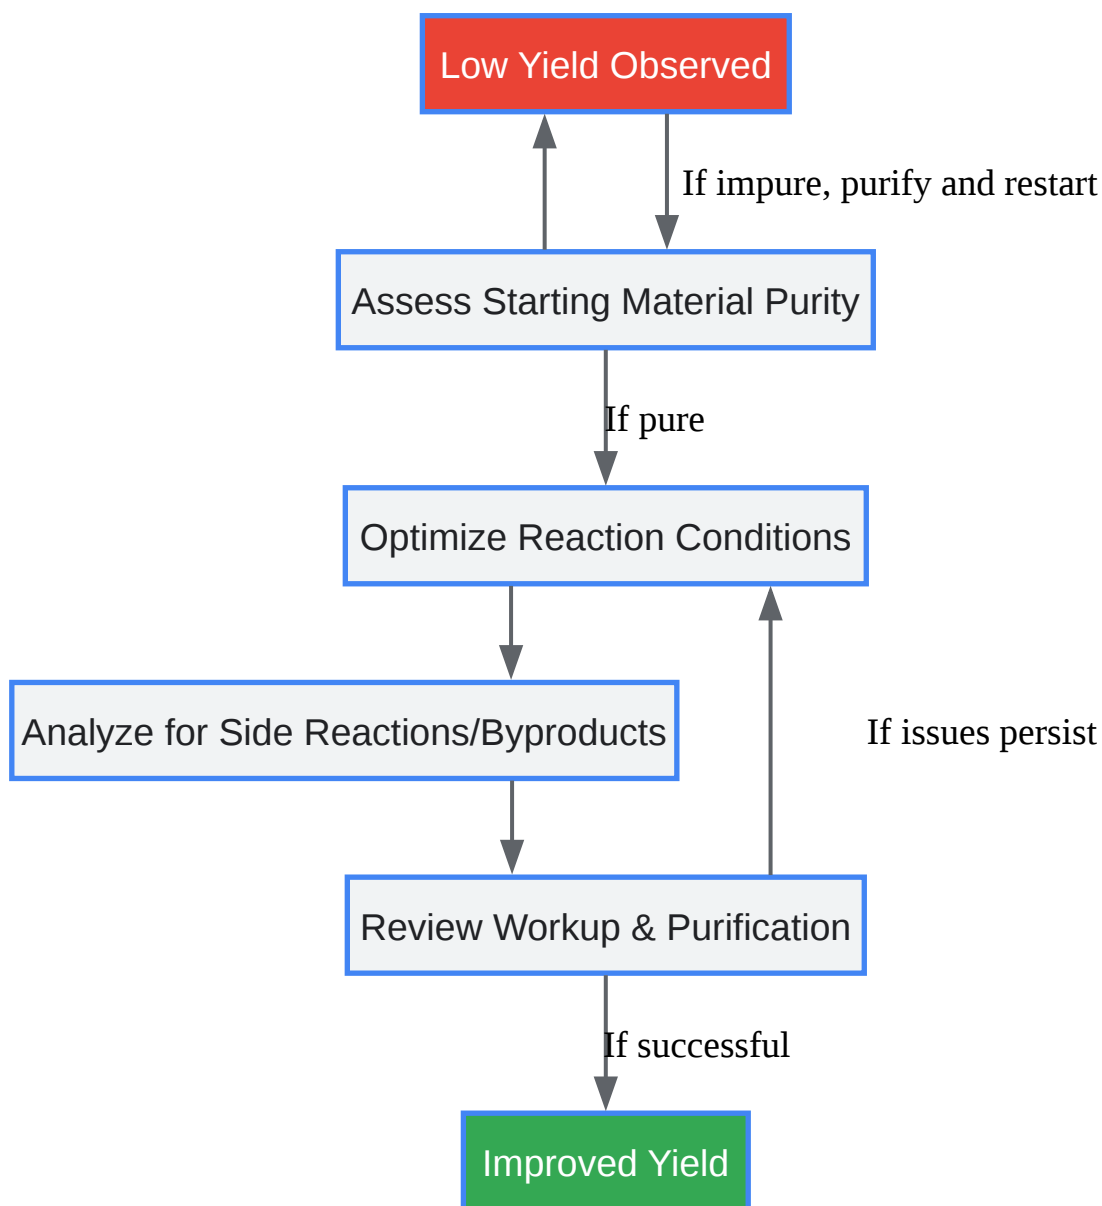 Low Yield Observed
If impure, purify and restart
Assess Starting Material Purity
If pure
Optimize Reaction Conditions
Analyze for Side Reactions/Byproducts
If issues persist
Review Workup & Purification
If successful
Improved Yield